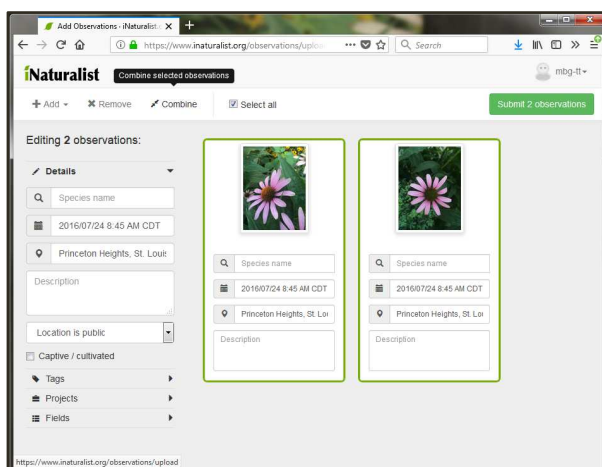 Add Observations · iNaturalist.
https://www.inaturalist.org/observations/uploa
Search
iNaturalist
Combine selected observations
mbg-tt
Add
Remove
Combine
Select all
Submit 2 observations
Editing 2 observations:
Details
Species name
2016/07/24 8:45 AM CDT
Princeton Heights, St. Louis
Description
Location is public
Captive / cultivated
Tags
Projects
Fields
Species name
2016/07/24 8:45 AM CDT
Princeton Heights, St. Lou
Description
Species name
2016/07/24 8:45 AM CDT
Princeton Heights, St. Lou
Description
https://www.inaturalist.org/observations/upload